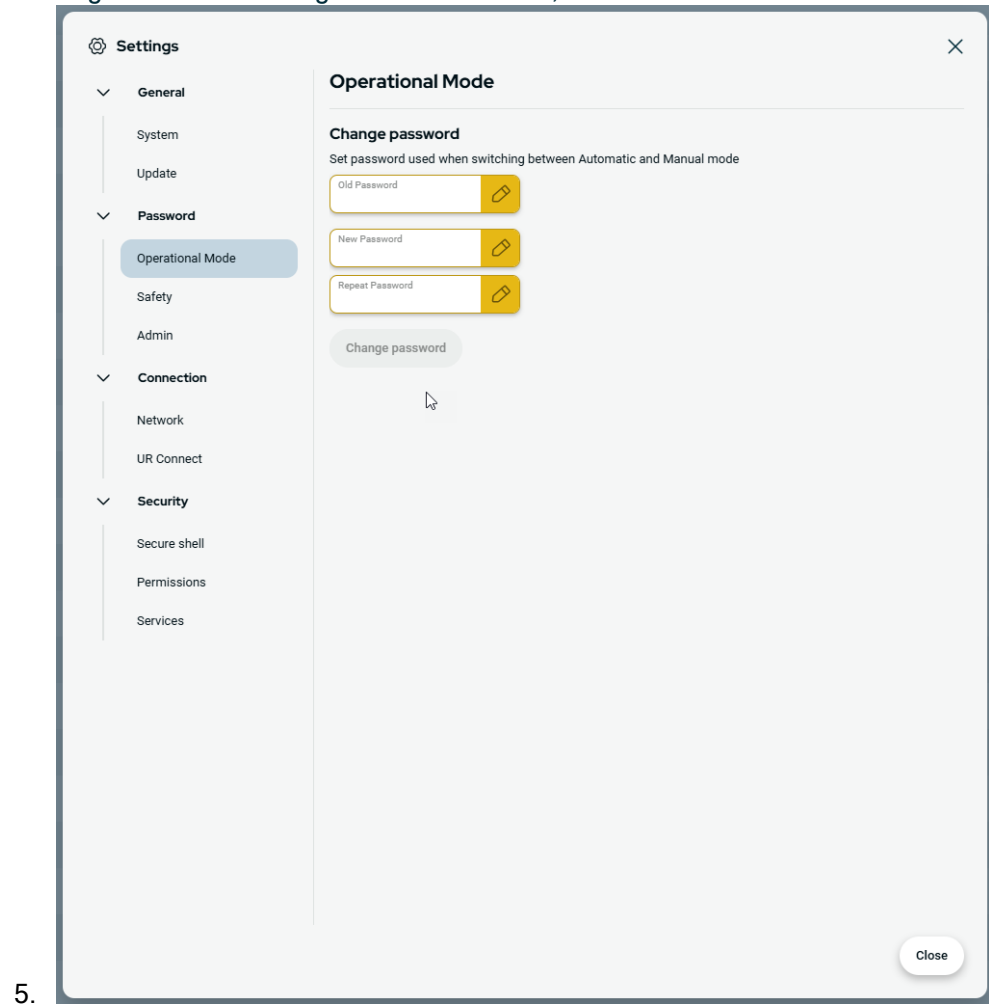 Settings
General
System
Update
Password
Operational Mode
Safety
Admin
Connection
Network
UR Connect
Security
Secure shell
Permissions
Services
Operational Mode
Change password
Set password used when switching between Automatic and Manual mode
Old Password
New Password
Repeat Password
Change password
Close
5.